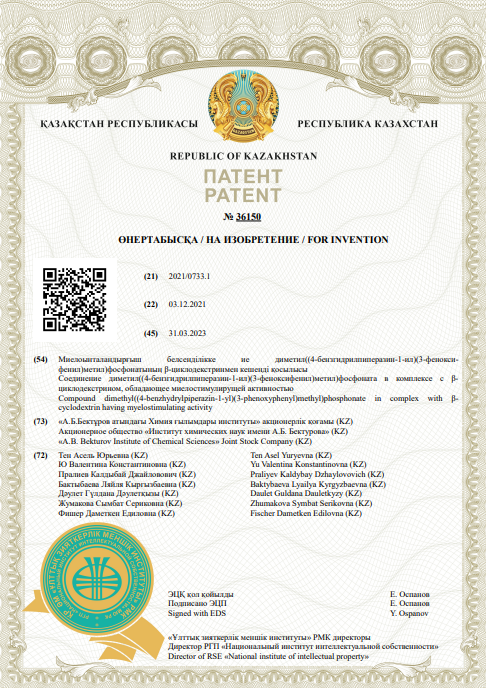 ҚАЗАҚСТАН РЕСПУБЛИКАСЫ
РЕСПУБЛИКА КАЗАХСТАН
REPUBLIC OF KAZAKHSTAN
ПАТЕНТ
PATENT
№ 36150
ӨНЕРТАБЫСҚА / НА ИЗОБРЕТЕНИЕ / FOR INVENTION
(21) 2021/0733.1
(22) 03.12.2021
(45) 31.03.2023
(54) Миелоынталандырғыш белсенділікке ие диметил((4-бензгидрилпиперазин-1-ил)(3-фенокси-
фенил)метил)фосфонатының β-циклодекстринмен кешенді қосылысы
Соединение диметил((4-бензгидрилпиперазин-1-ил)(3-феноксифенил)метил)фосфоната в комплексе с β-
циклодекстрином, обладающее миелостимулирущей активностью
Compound dimethyl((4-benzhydrylpiperazin-1-yl)(3-phenoxyphenyl)methyl)phosphonate in complex with β-
cyclodextrin having myelostimulating activity
(73) «А.Б.Бектұров атындағы Химия ғылымдары институты» акционерлік қоғамы (KZ)
Акционерное общество «Институт химических наук имени А.Б. Бектурова» (KZ)
«A.B. Bekturov Institute of Chemical Sciences» Joint Stock Company (KZ)
(72) Тен Асель Юрьевна (KZ) Ten Asel Yuryevna (KZ)
Ю Валентина Константиновна (KZ) Yu Valentina Konstantinovna (KZ)
Пралиев Калдыбай Джайловович (KZ) Praliyev Kaldybay Dzhaylovovich (KZ)
Бактыбаева Ляйля Кыргызбаевна (KZ) Baktybaeva Lyailya Kyrgyzbaevna (KZ)
Дәулет Гүлдана Дәулетқызы (KZ) Daulet Guldana Dauletkyzy (KZ)
Жумакова Сымбат Сериковна (KZ) Zhumakova Symbat Serikovna (KZ)
Фишер Даметкен Едиловна (KZ) Fischer Dametken Edilovna (KZ)
ЭЦҚ қол қойылды Е. Оспанов
Подписано ЭЦП Е. Оспанов
Signed with EDS Y. Ospanov
«Ұлттық зияткерлік меншік институты» РМК директоры
Директор РГП «Национальный институт интеллектуальной собственности»
Director of RSE «National institute of intellectual property»